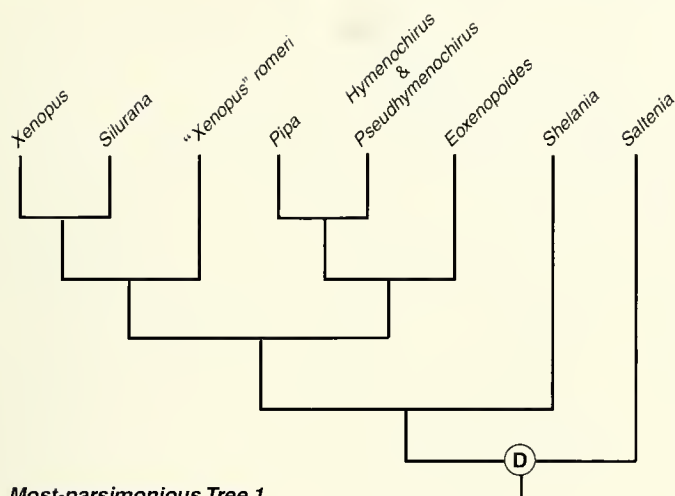 Xenopus
Silurana
“Xenopus” romeri
Pipa
Hymenochirus
&
Pseudhymenochirus
Eoxenopoides
Shelania
Saltenia
D
Most-parsimonious Tree 1